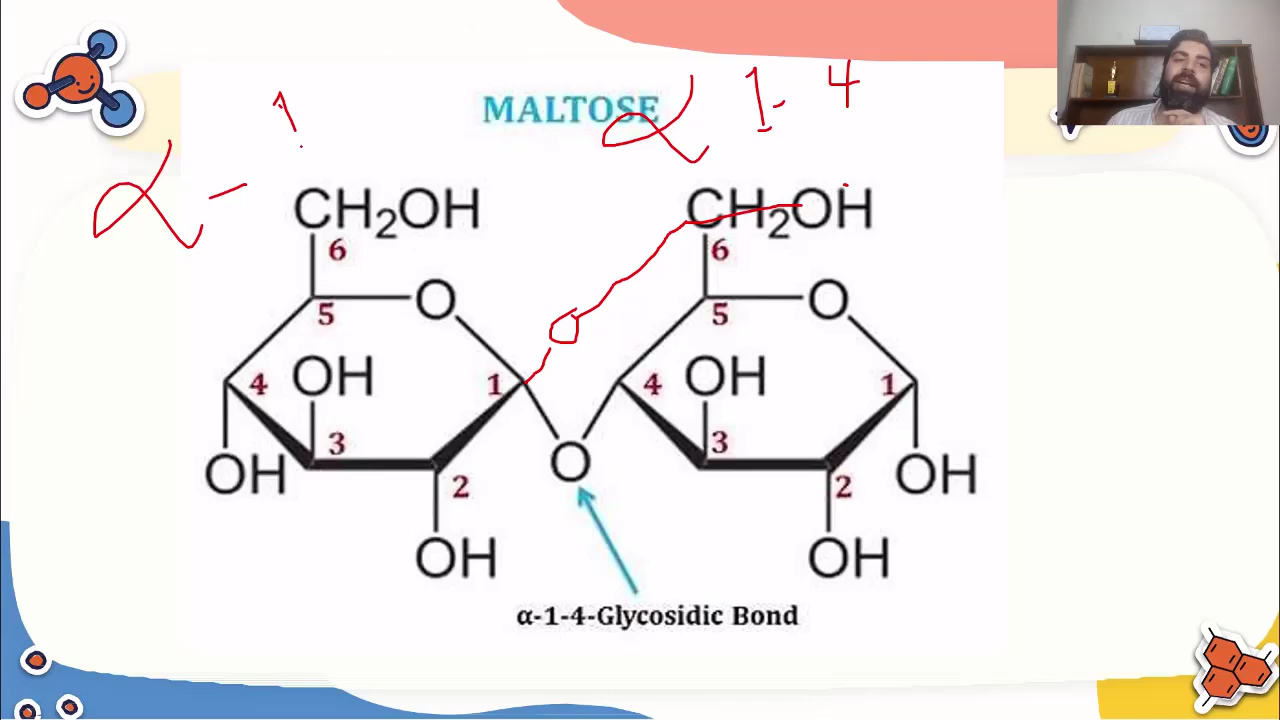 MALTOSE
α 1-4
α-1
CH₂OH CH₂OH
6 6
5 O 5 O
4 OH 1 4 OH 1
3 3
OH 2 O 2 OH
OH OH
α-1-4-Glycosidic Bond